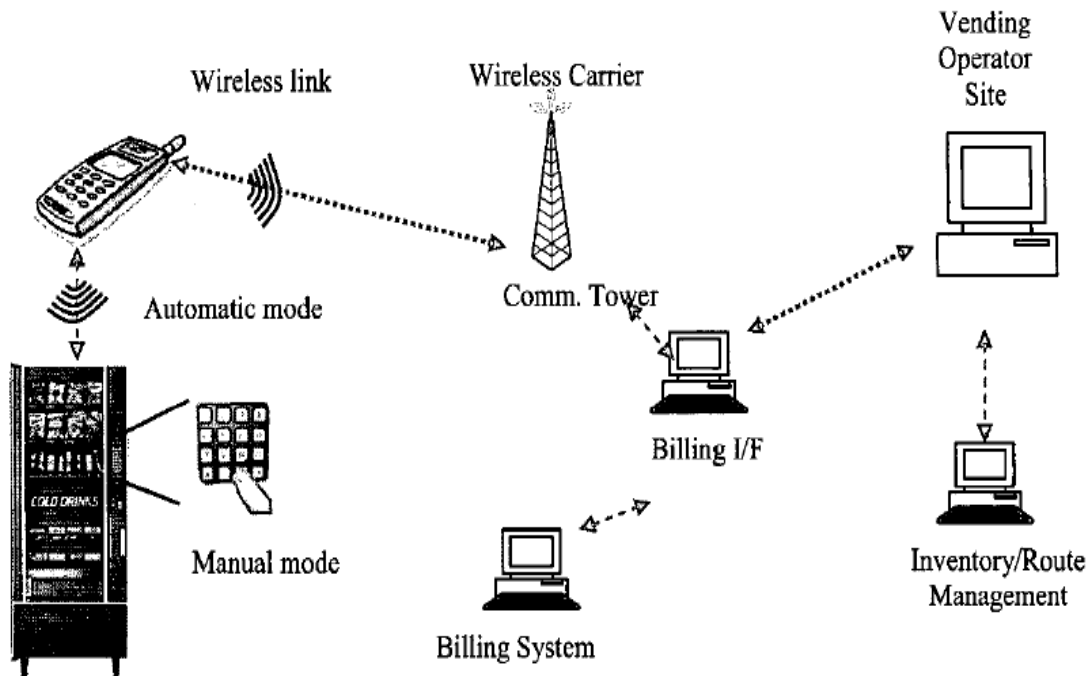 Vending
Operator
Site
Wireless link
Wireless Carrier
Automatic mode
Comm. Tower
COLD DRINKS
Billing I/F
Manual mode
Inventory/Route
Management
Billing System